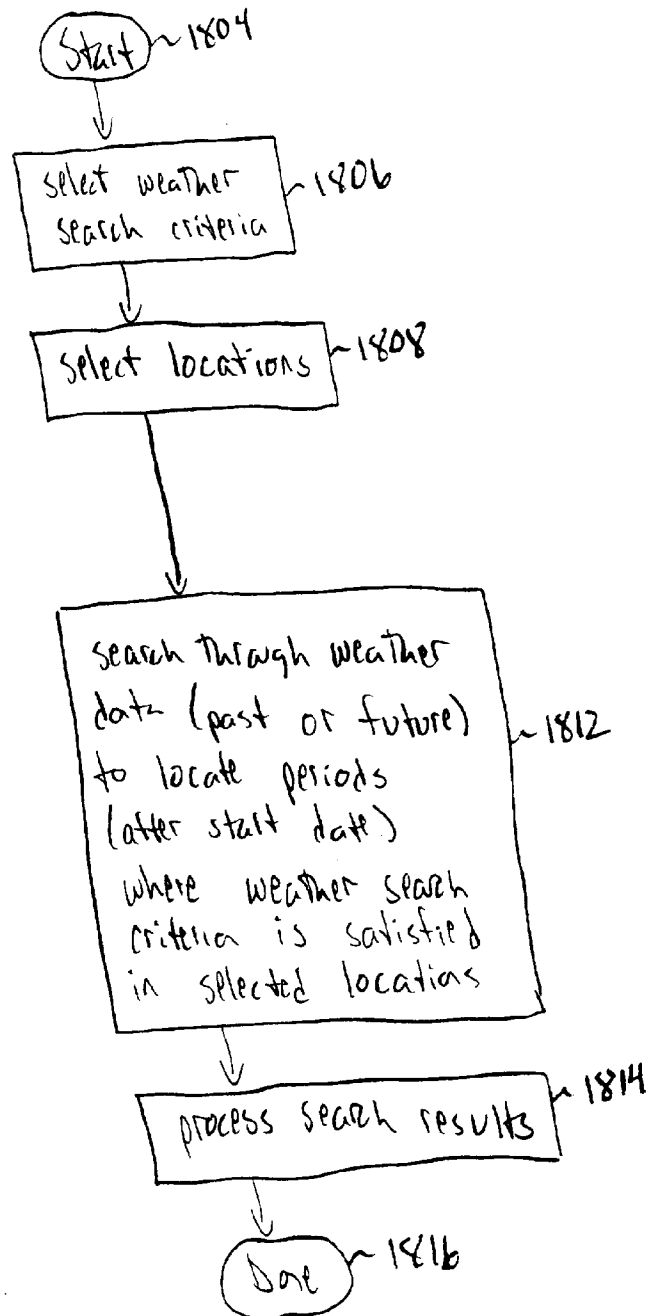 Start ~1804
select weather ~1806
search criteria
select locations ~1808
search through weather
data (past or future) ~1812
to locate periods
(after start date)
where weather search
criteria is satisfied
in selected locations
process search results ~1814
Done ~1816